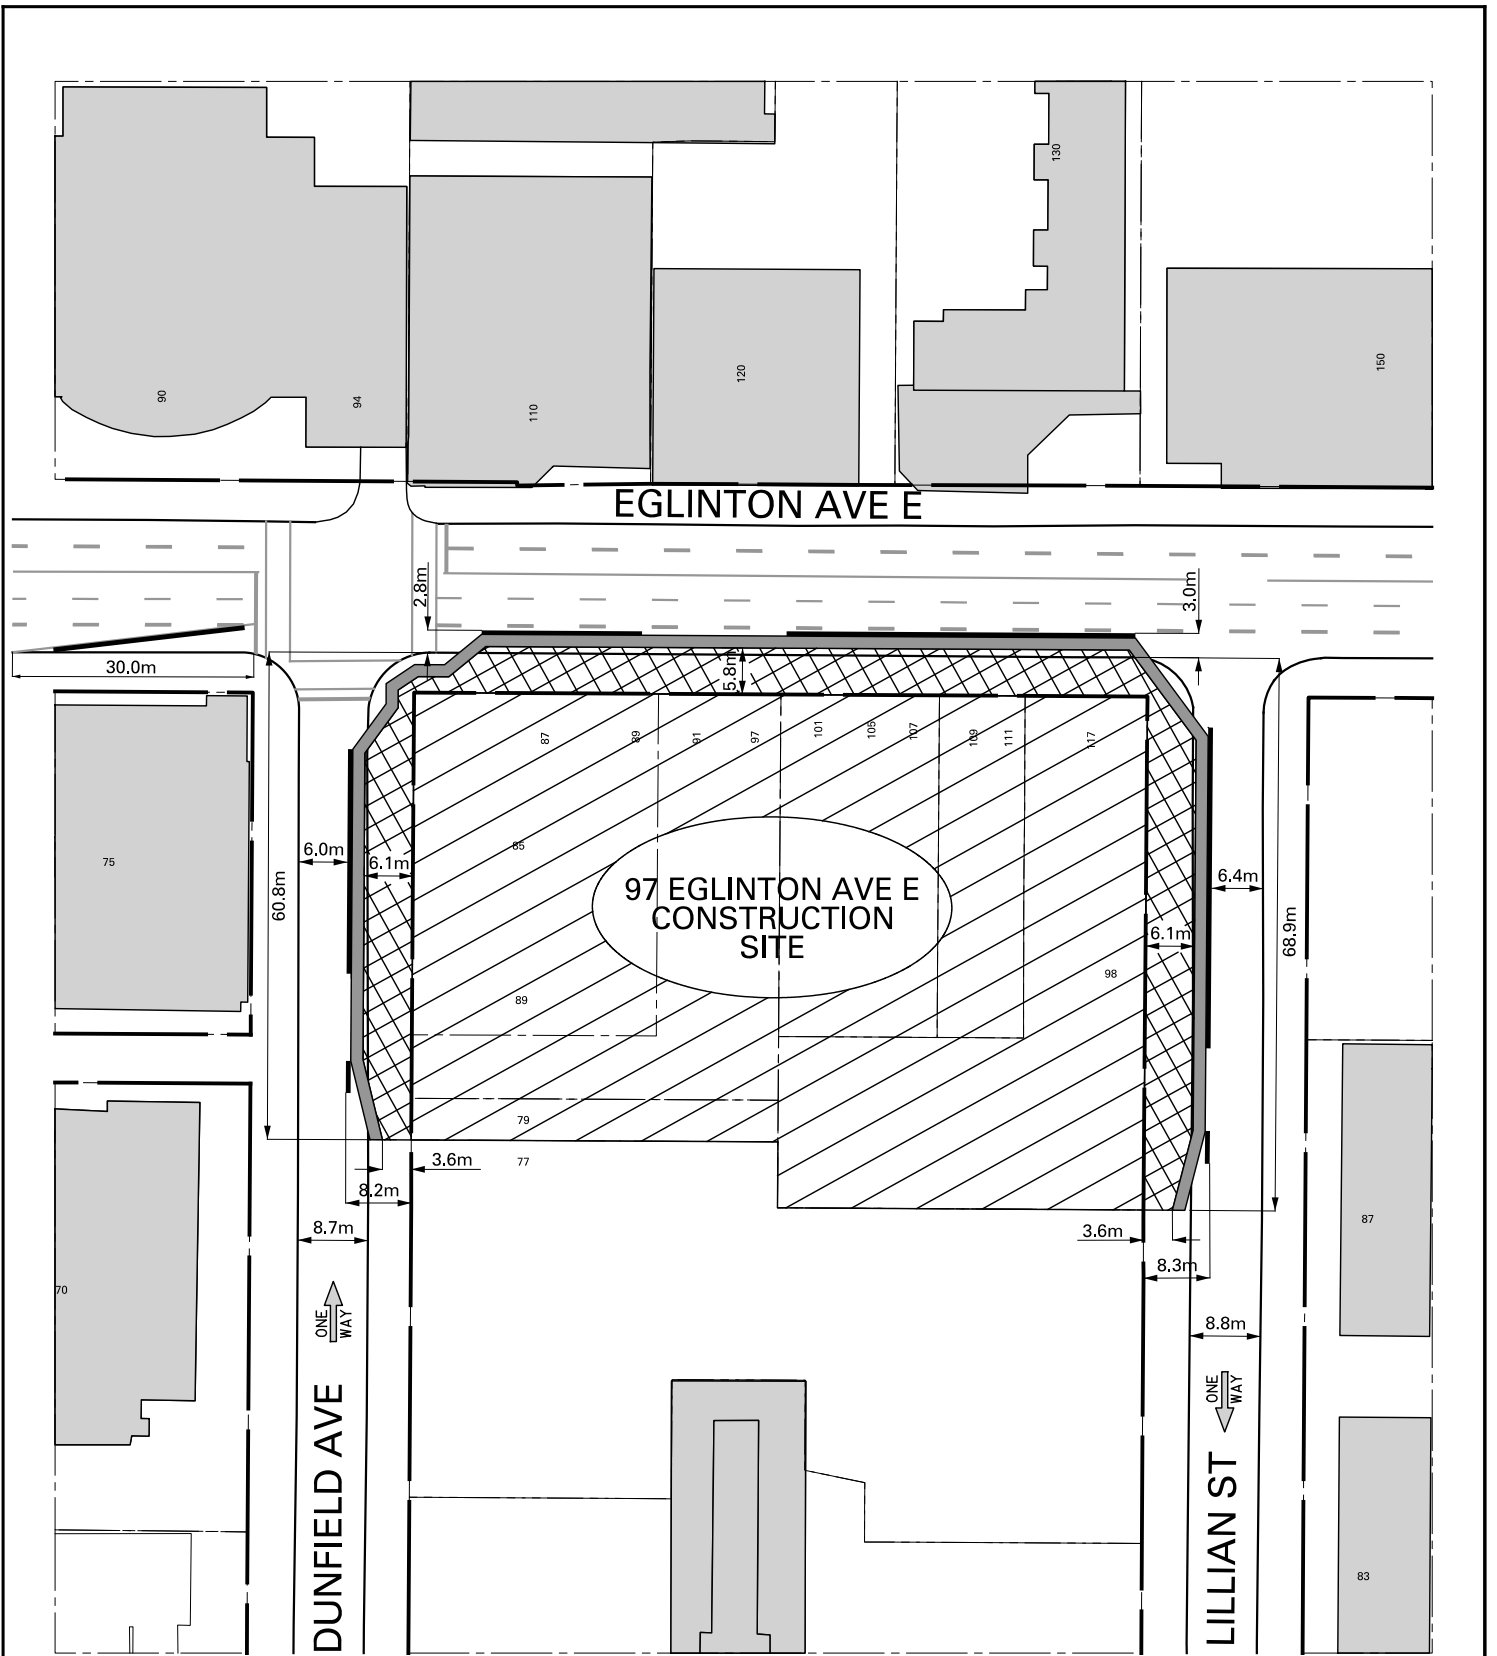 130
150
120
90
94
110
EGLINTON AVE E
2.8m
3.0m
30.0m
5.8m
87
89
91
97
101
105
107
109
111
117
85
75
6.0m
6.1m
60.8m
97 EGLINTON AVE E
CONSTRUCTION
SITE
6.4m
6.1m
68.9m
98
89
79
77
3.6m
8.2m
8.7m
3.6m
8.3m
87
70
ONE
WAY
8.8m
ONE
WAY
DUNFIELD AVE
LILLIAN ST
83